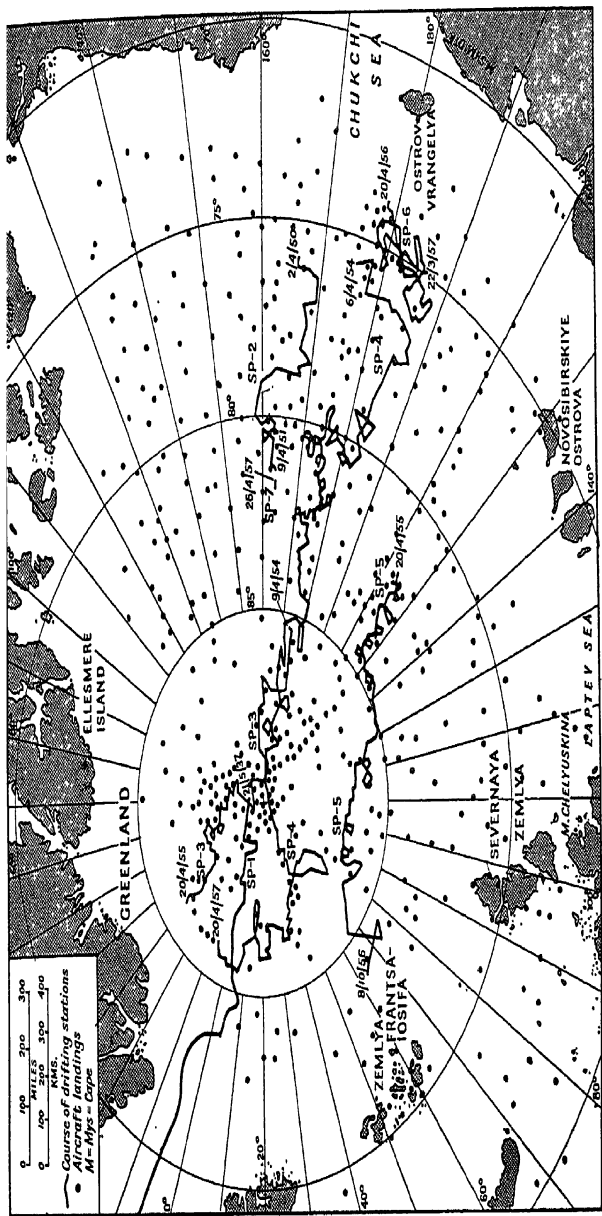 0 100 200 300
MILES
0 100 200 300 400
KMS.
Course of drifting stations
Aircraft landings
M=Mys=Cape
GREENLAND
ELLESMERE
ISLAND
CHUKCHI
SEA
OSTROV
VRANGELYA
NOVOSIBIRSKIYE
OSTROVA
LAPTEV SEA
M.CHELYUSKINA
SEVERNAYA
ZEMLYA
ZEMLYA
FRANTSA-
IOSIFA
160°
180°
140°
75°
80°
85°
20°
40°
60°
SP-1
SP-2
2/4/50
9/4/51
SP-3
9/4/54
SP-3
20/4/55
SP-4
6/4/54
SP-4
20/4/57
SP-5
20/4/55
SP-5
8/10/56
SP-6
20/4/56
22/3/57
SP-7
26/4/57